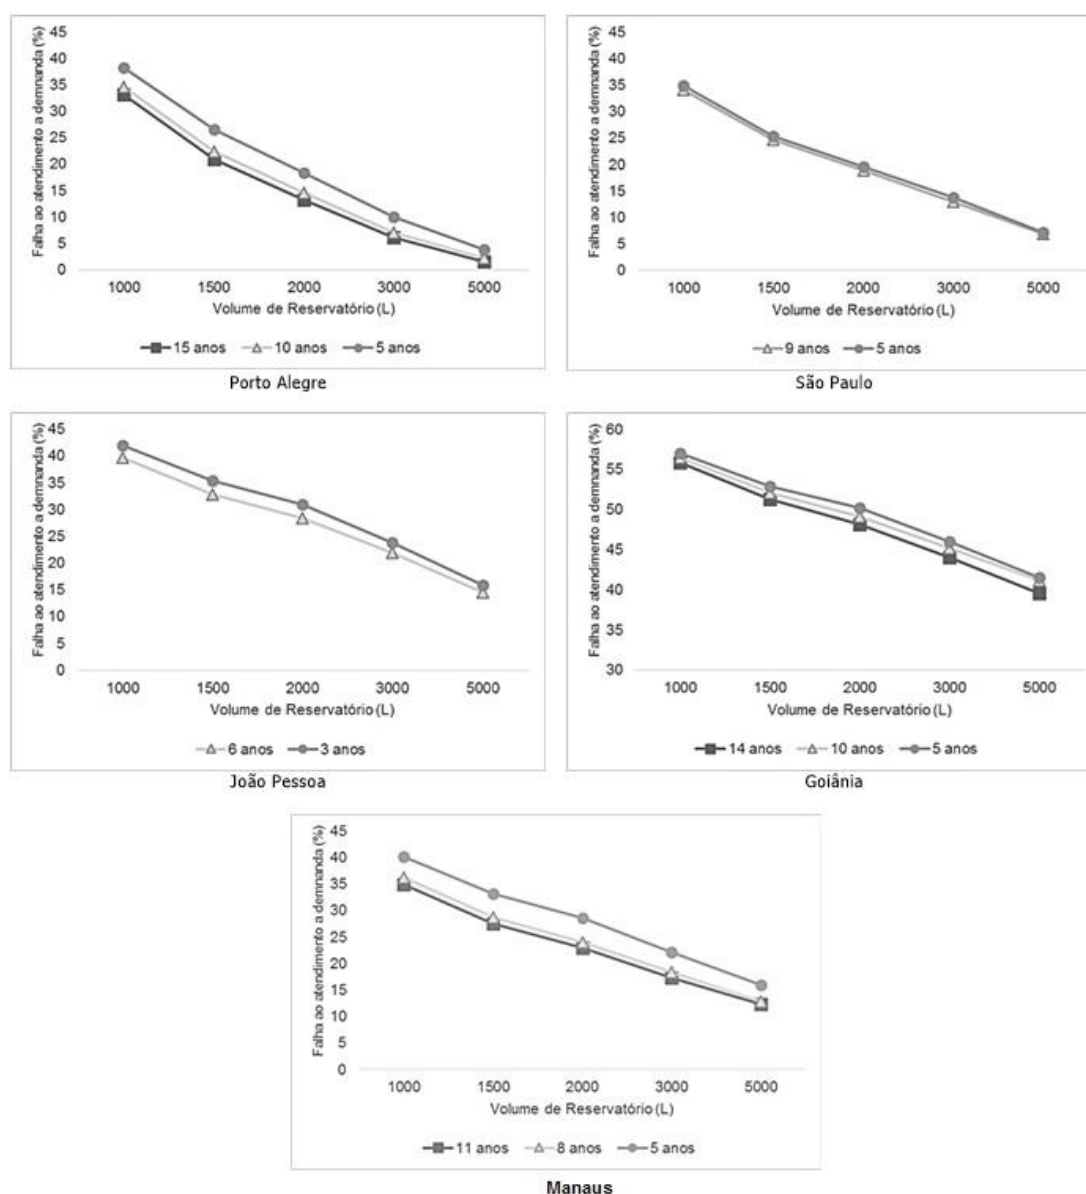 Falha ao atendimento a demnanda (%)
45
40
35
30
25
20
15
10
5
0
1000 1500 2000 3000 5000
Volume de Reservatório (L)
15 anos 10 anos 5 anos
Porto Alegre
Falha ao atendimento a demnanda (%)
45
40
35
30
25
20
15
10
5
0
1000 1500 2000 3000 5000
Volume de Reservatório (L)
9 anos 5 anos
São Paulo
Falha ao atendimento a demnanda (%)
45
40
35
30
25
20
15
10
5
0
1000 1500 2000 3000 5000
Volume de Reservatório (L)
6 anos 3 anos
João Pessoa
Falha ao atendimento a demnanda (%)
60
55
50
45
40
35
30
1000 1500 2000 3000 5000
Volume de Reservatório (L)
14 anos 10 anos 5 anos
Goiânia
Falha ao atendimento a demnanda (%)
45
40
35
30
25
20
15
10
5
0
1000 1500 2000 3000 5000
Volume de Reservatório (L)
11 anos 8 anos 5 anos
Manaus